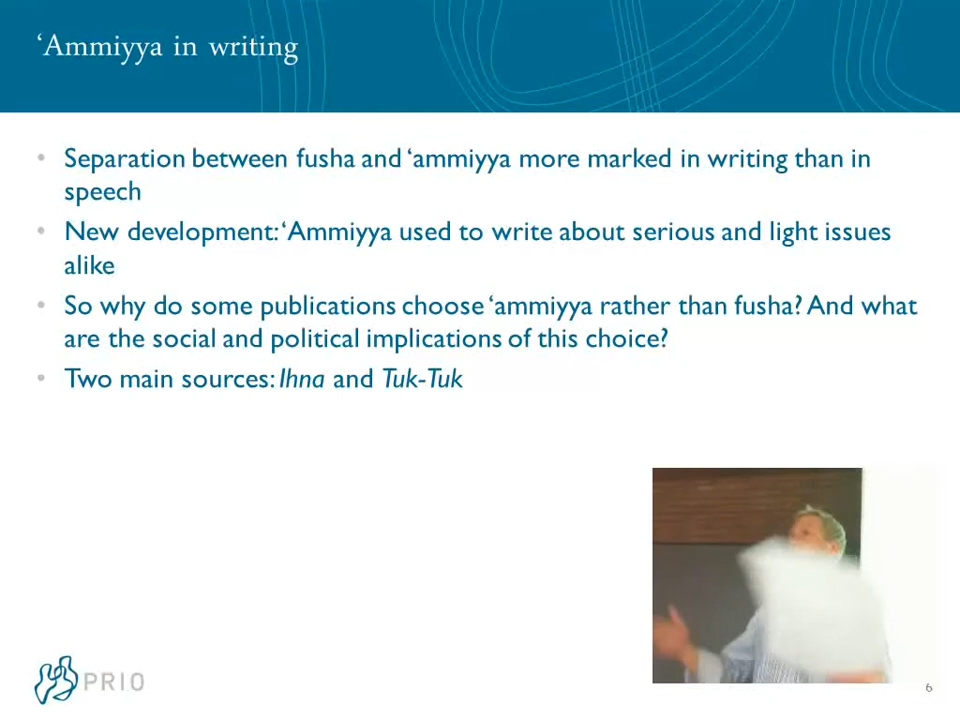 ‘Ammiyya in writing
• Separation between fusha and ‘ammiyya more marked in writing than in
speech
• New development: ‘Ammiyya used to write about serious and light issues
alike
• So why do some publications choose ‘ammiyya rather than fusha? And what
are the social and political implications of this choice?
• Two main sources: Ihna and Tuk-Tuk
PRIO
6